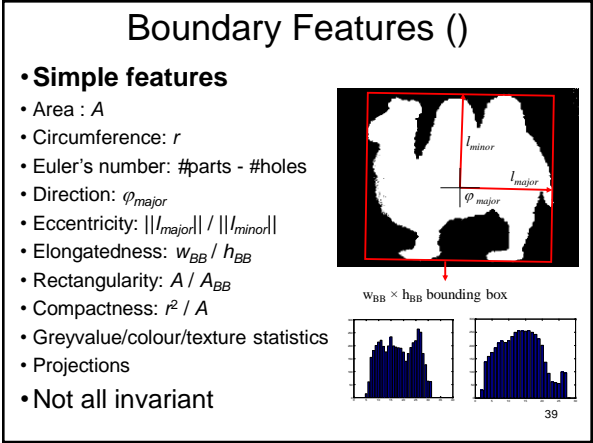 Boundary Features ()
• Simple features
• Area : A
• Circumference: r
• Euler's number: #parts - #holes
• Direction: φmajor
• Eccentricity: ||lmajor|| / ||lminor||
• Elongatedness: wBB / hBB
• Rectangularity: A / ABB
• Compactness: r² / A
• Greyvalue/colour/texture statistics
• Projections
• Not all invariant
lminor
lmajor
φ major
wBB × hBB bounding box
39